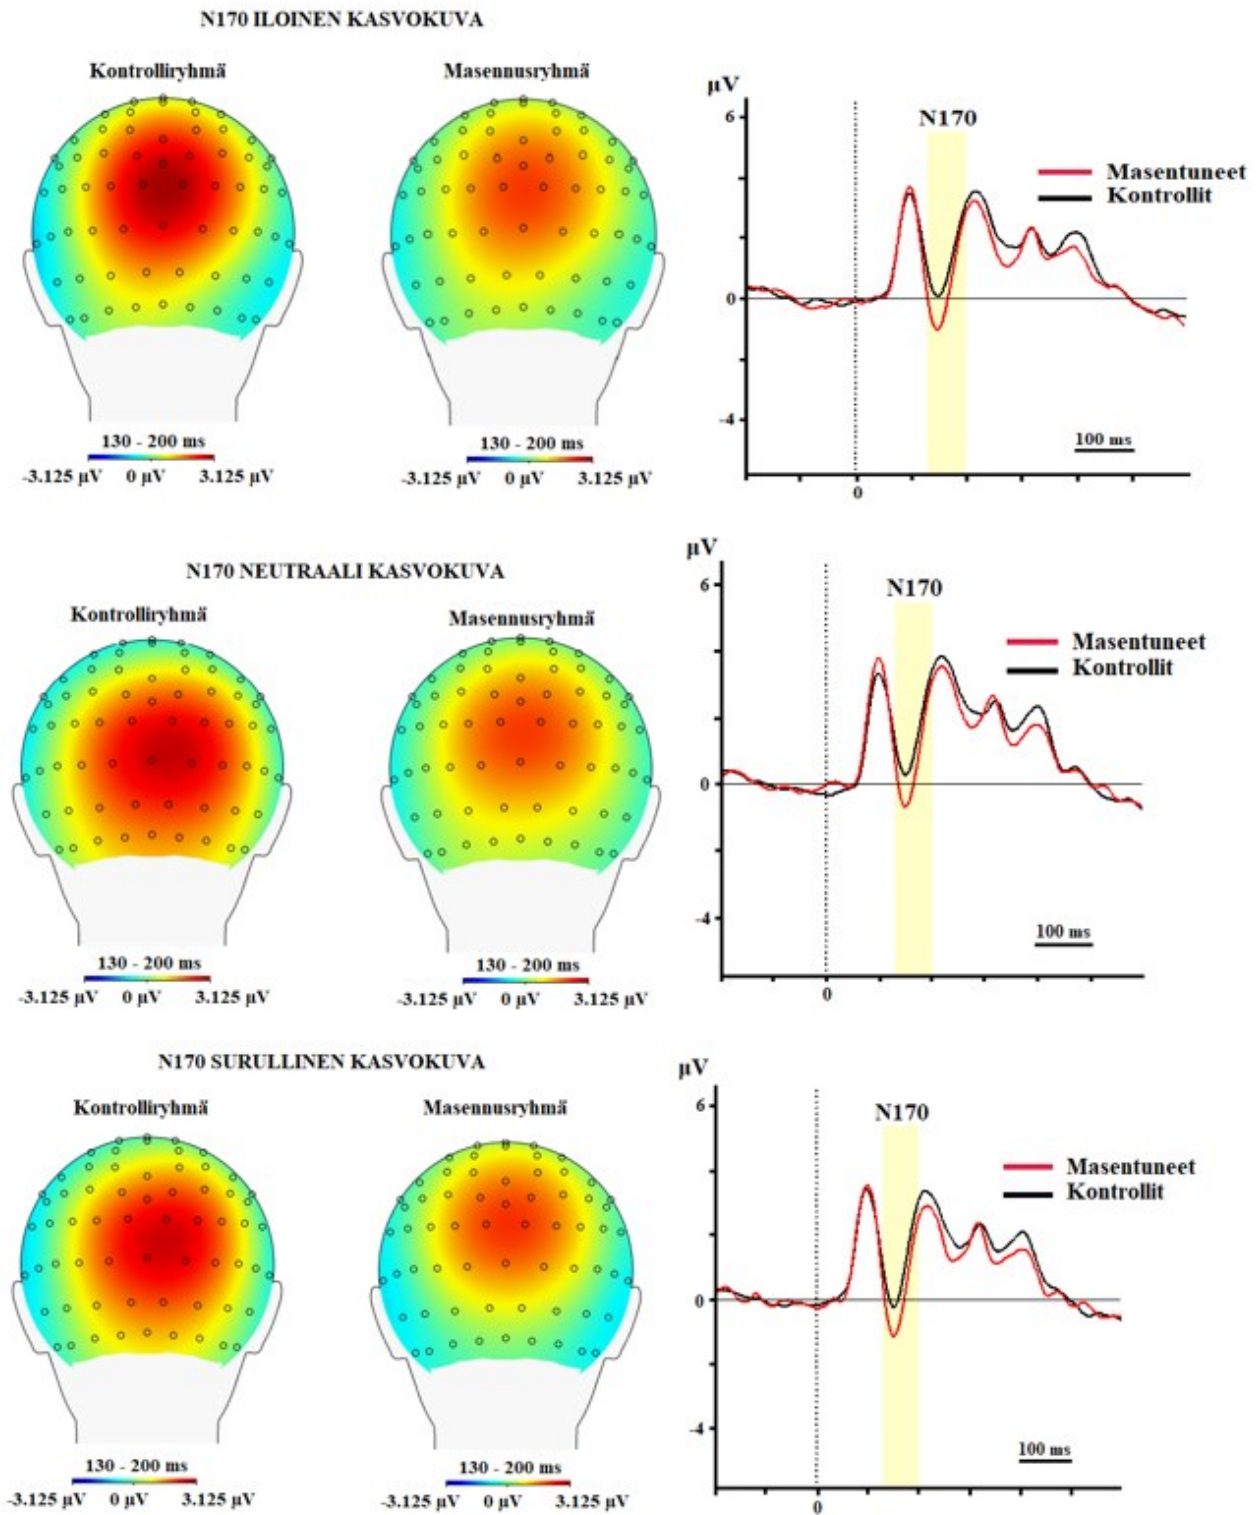 N170 ILOINEN KASVOKUVA
Kontrolliryhmä
Masennusryhmä
130 - 200 ms
-3.125 µV 0 µV 3.125 µV
130 - 200 ms
-3.125 µV 0 µV 3.125 µV
µV
6
N170
Masentuneet
Kontrollit
0
-4
100 ms
0
N170 NEUTRAALI KASVOKUVA
Kontrolliryhmä
Masennusryhmä
130 - 200 ms
-3.125 µV 0 µV 3.125 µV
130 - 200 ms
-3.125 µV 0 µV 3.125 µV
µV
6
N170
Masentuneet
Kontrollit
0
-4
100 ms
0
N170 SURULLINEN KASVOKUVA
Kontrolliryhmä
Masennusryhmä
130 - 200 ms
-3.125 µV 0 µV 3.125 µV
130 - 200 ms
-3.125 µV 0 µV 3.125 µV
µV
6
N170
Masentuneet
Kontrollit
0
-4
100 ms
0